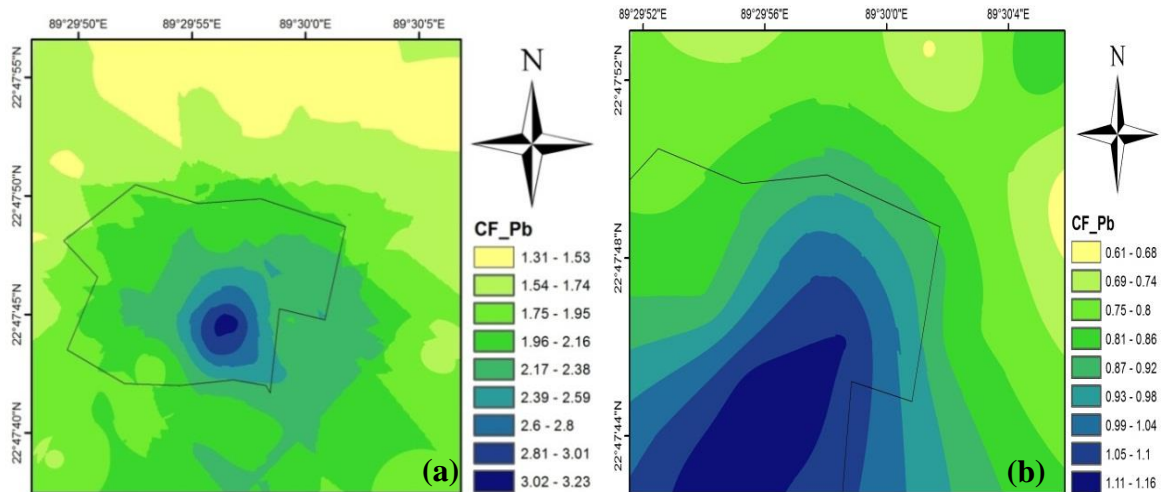 89°29'50"E 89°29'55"E 89°30'0"E 89°30'5"E
22°47'55"N
22°47'50"N
22°47'45"N
22°47'40"N
N
CF_Pb
1.31 - 1.53
1.54 - 1.74
1.75 - 1.95
1.96 - 2.16
2.17 - 2.38
2.39 - 2.59
2.6 - 2.8
2.81 - 3.01
3.02 - 3.23
(a)
89°29'52"E 89°29'56"E 89°30'0"E 89°30'4"E
22°47'52"N
22°47'48"N
22°47'44"N
N
CF_Pb
0.61 - 0.68
0.69 - 0.74
0.75 - 0.8
0.81 - 0.86
0.87 - 0.92
0.93 - 0.98
0.99 - 1.04
1.05 - 1.1
1.11 - 1.16
(b)